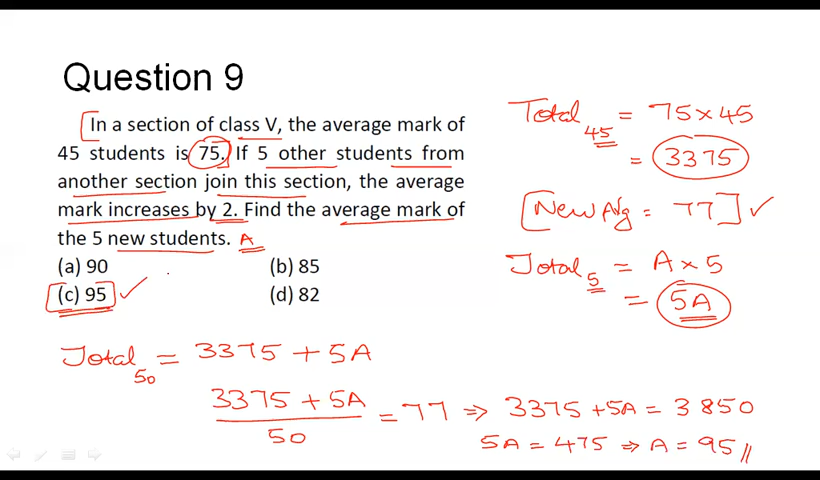 Question 9
In a section of class V, the average mark of
45 students is 75. If 5 other students from
another section join this section, the average
mark increases by 2. Find the average mark of
the 5 new students. A
(a) 90
(b) 85
(c) 95
(d) 82
Total45 = 75 × 45
= 3375
[New Avg = 77]
Total5 = A × 5
= 5A
Total50 = 3375 + 5A
3375 + 5A
50
= 77 ⇒ 3375 + 5A = 3850
5A = 475 ⇒ A = 95 //